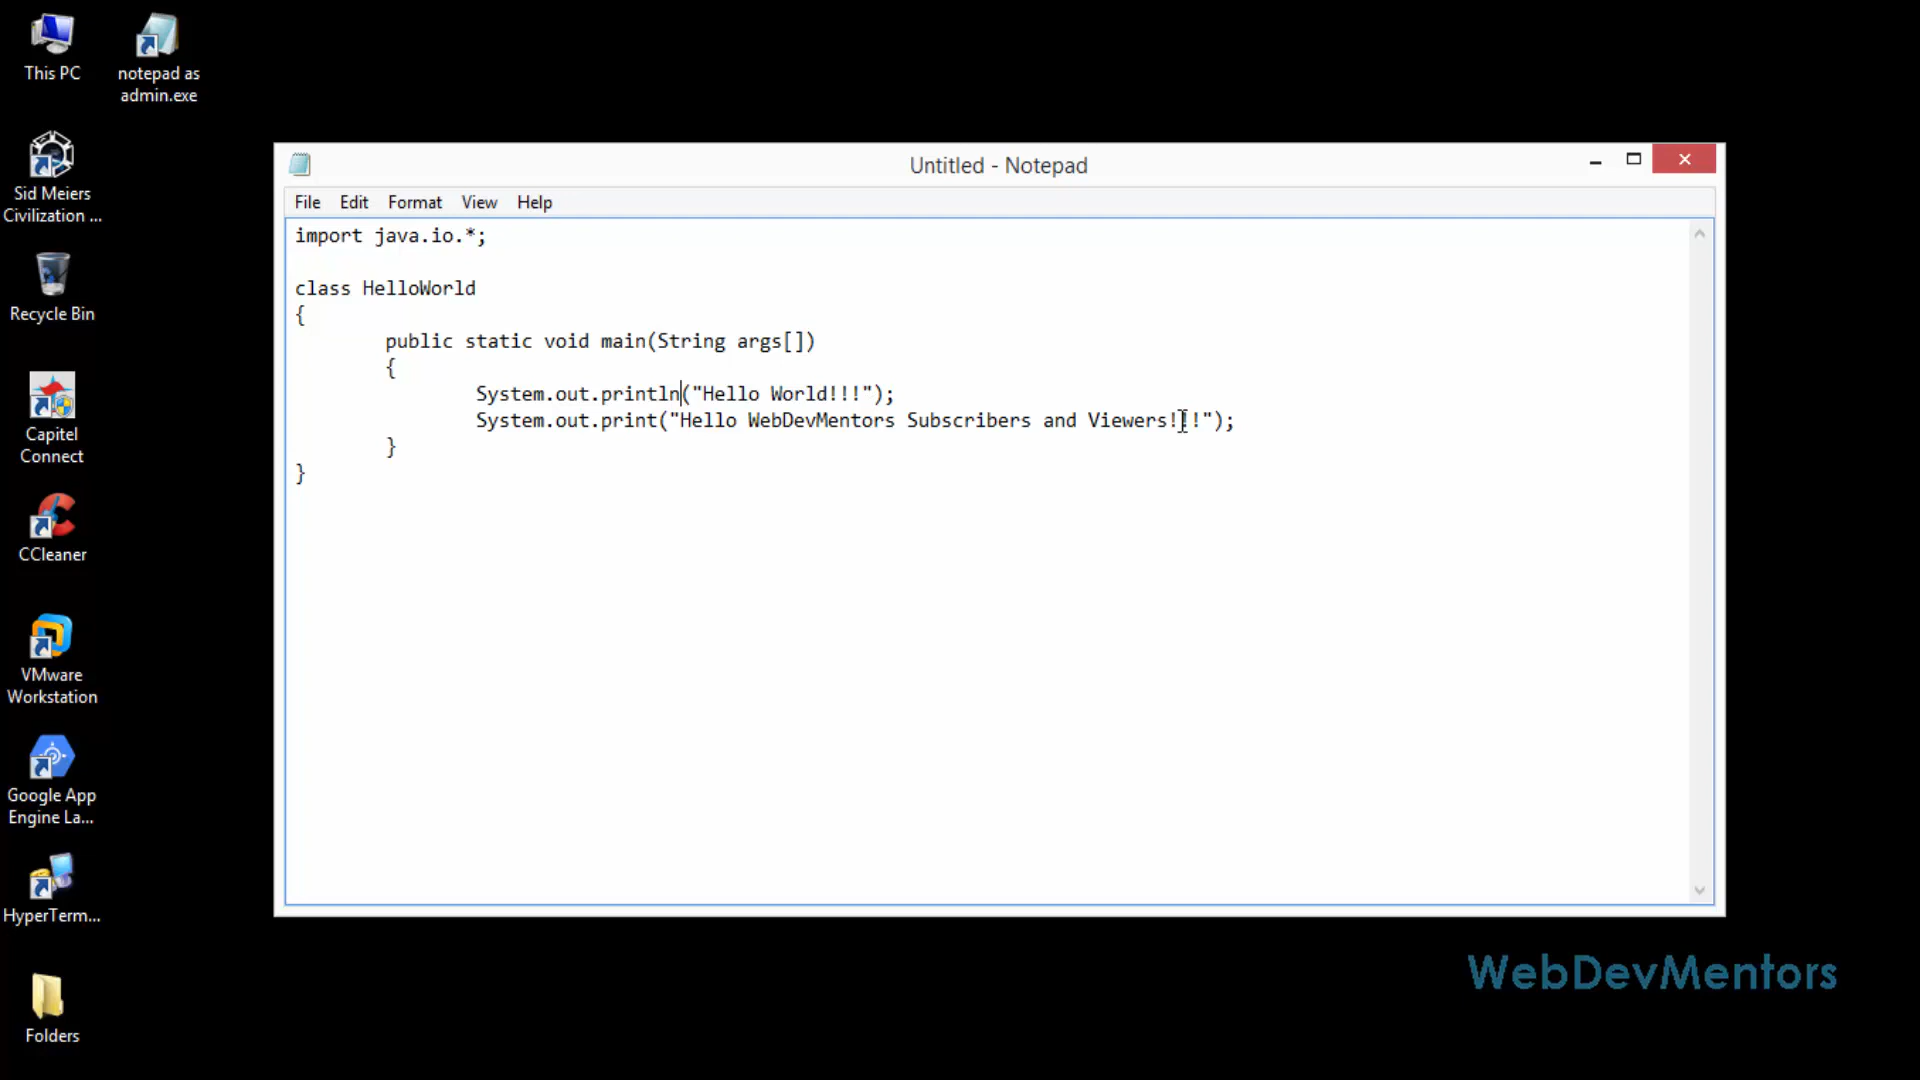 This PC
notepad as
admin.exe
Sid Meiers
Civilization ...
Recycle Bin
Capitel
Connect
CCleaner
VMware
Workstation
Google App
Engine La...
HyperTerm...
Folders
Untitled - Notepad
File Edit Format View Help
import java.io.*;
class HelloWorld
{
public static void main(String args[])
{
System.out.println("Hello World!!!");
System.out.print("Hello WebDevMentors Subscribers and Viewers!!!");
}
}
WebDevMentors